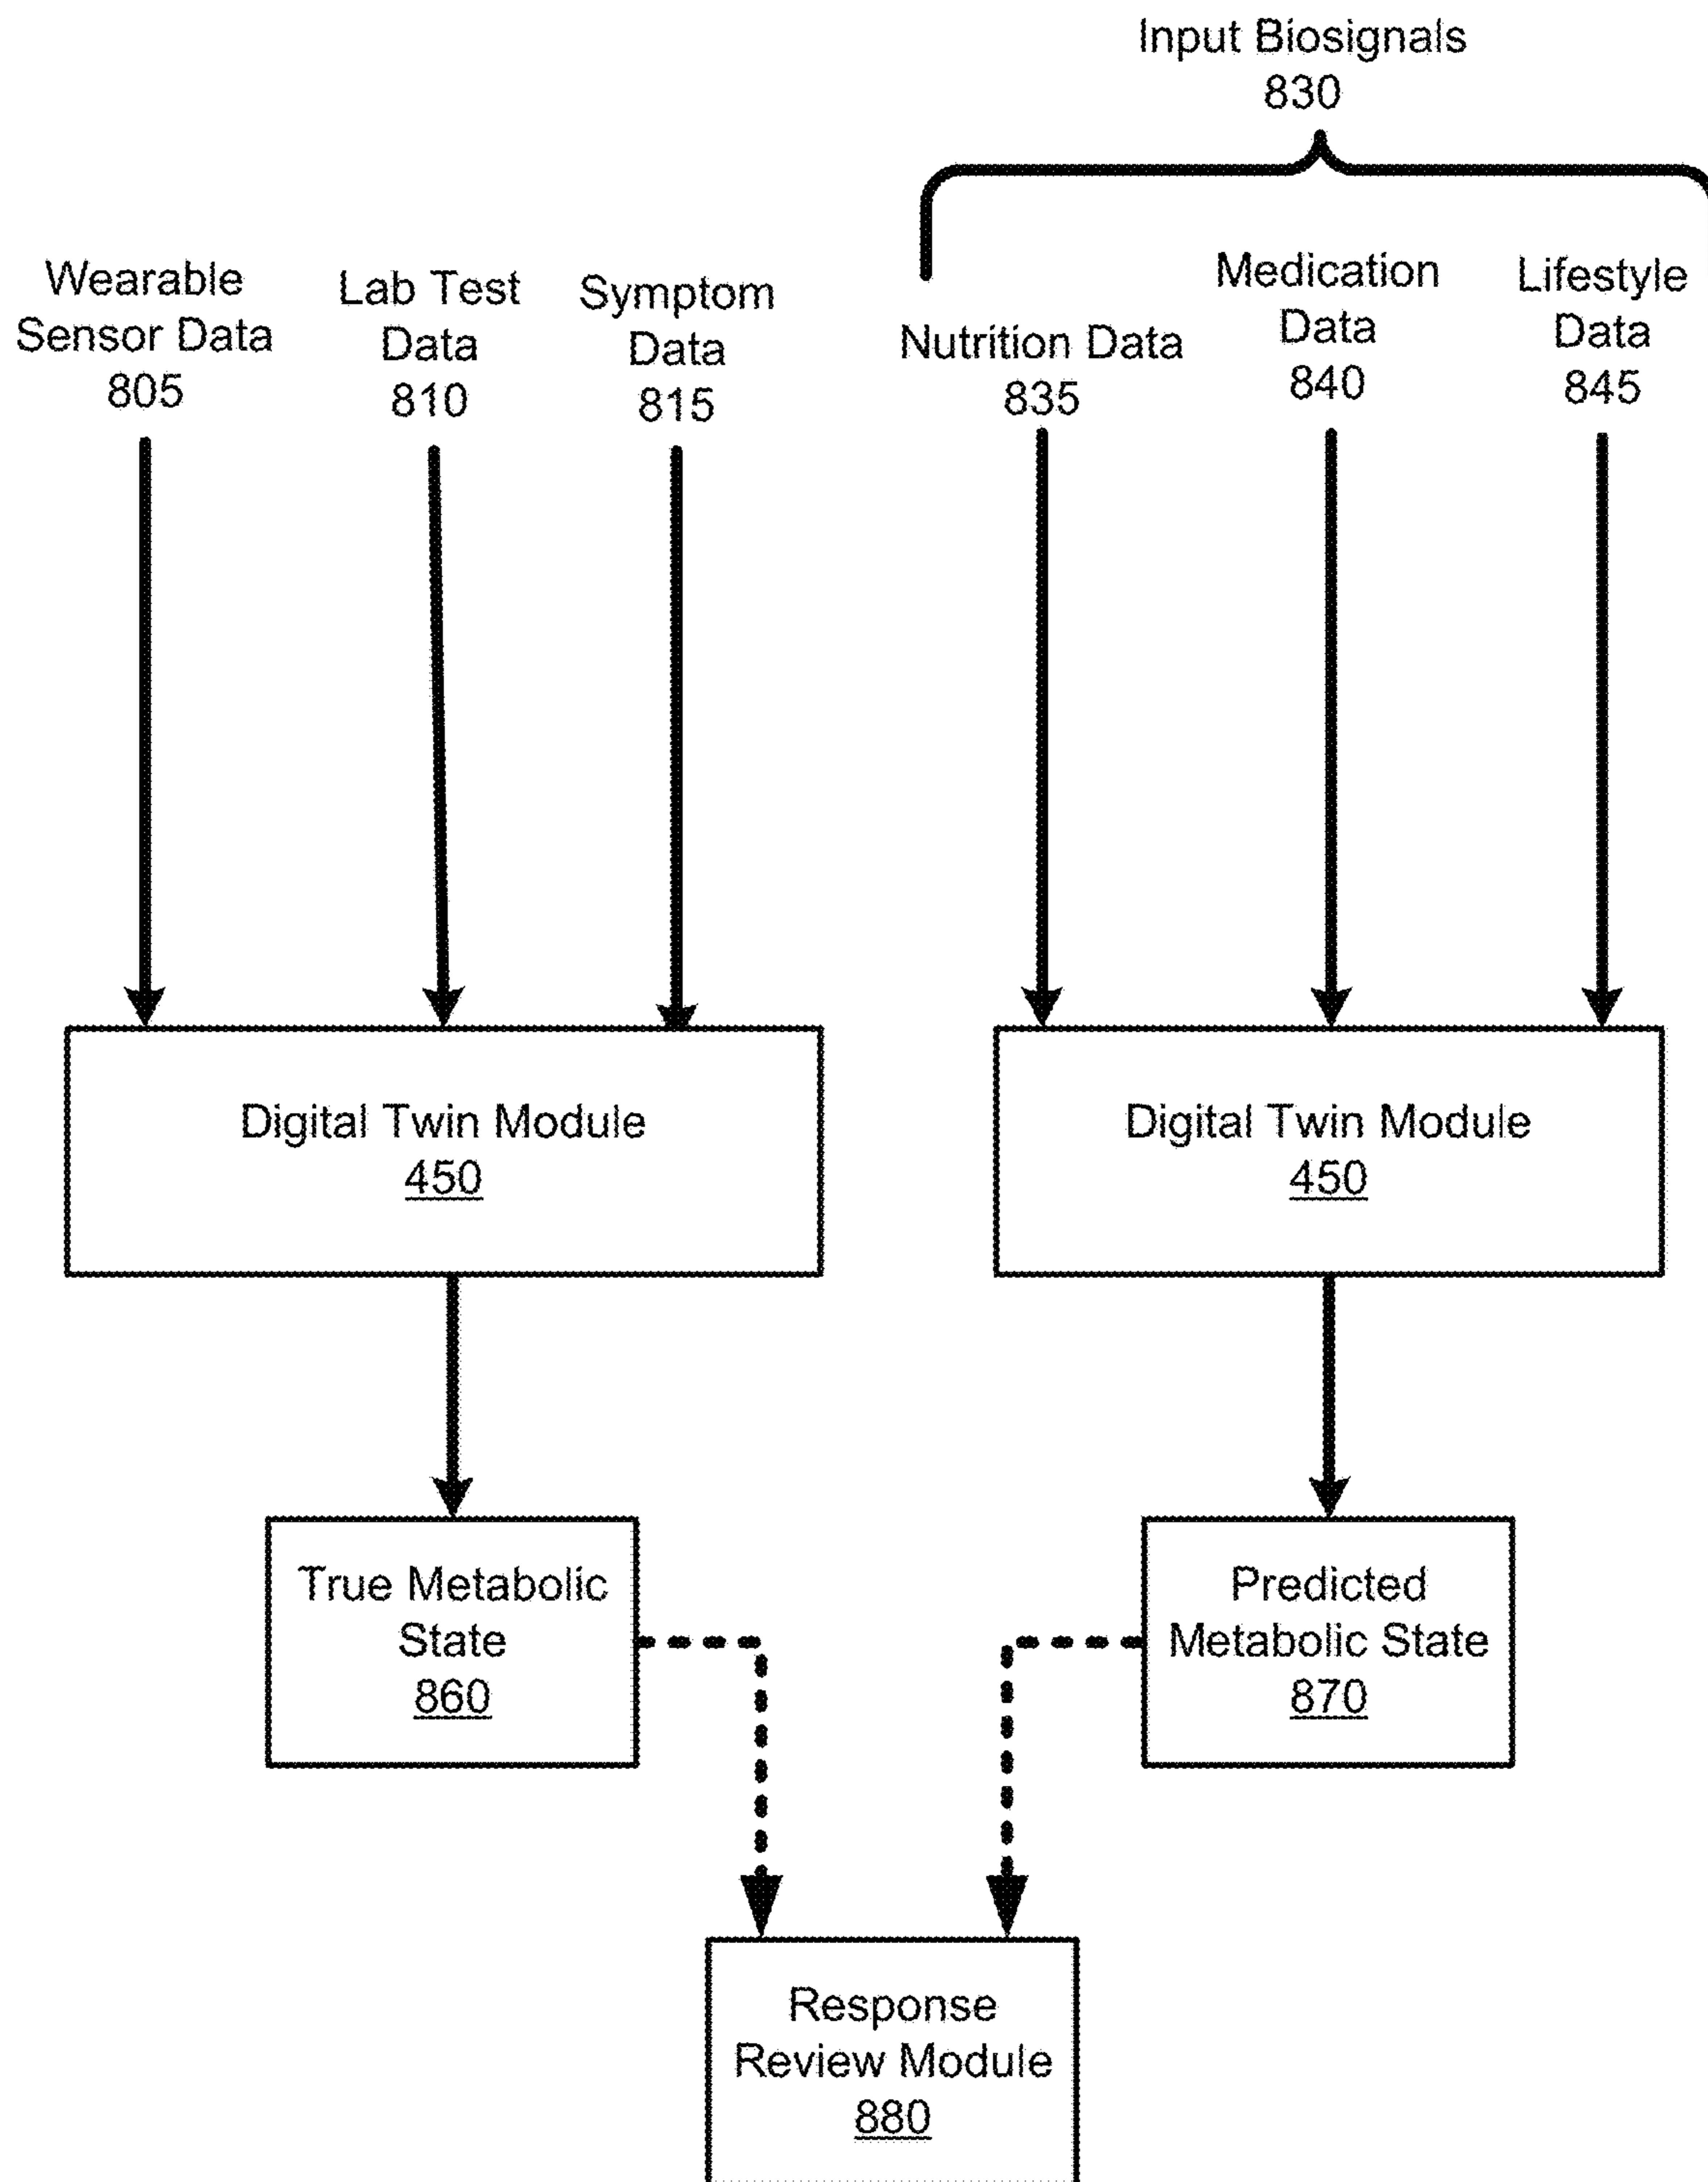 Input Biosignals
830
Wearable
Sensor Data
805
Lab Test
Data
810
Symptom
Data
815
Nutrition Data
835
Medication
Data
840
Lifestyle
Data
845
Digital Twin Module
450
Digital Twin Module
450
True Metabolic
State
860
Predicted
Metabolic State
870
Response
Review Module
880